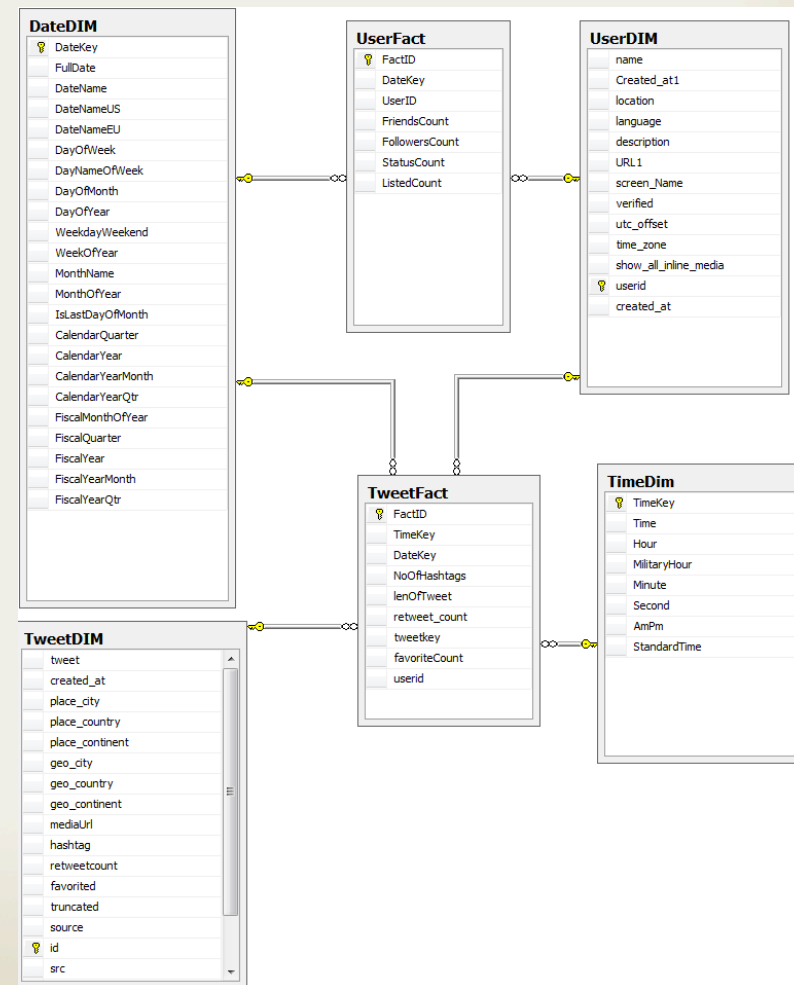 DateDIM
DateKey
FullDate
DateName
DateNameUS
DateNameEU
DayOfWeek
DayNameOfWeek
DayOfMonth
DayOfYear
WeekdayWeekend
WeekOfYear
MonthName
MonthOfYear
IsLastDayOfMonth
CalendarQuarter
CalendarYear
CalendarYearMonth
CalendarYearQtr
FiscalMonthOfYear
FiscalQuarter
FiscalYear
FiscalYearMonth
FiscalYearQtr
UserFact
FactID
DateKey
UserID
FriendsCount
FollowersCount
StatusCount
ListedCount
UserDIM
name
Created_at1
location
language
description
URL1
screen_Name
verified
utc_offset
time_zone
show_all_inline_media
userid
created_at
TweetFact
FactID
TimeKey
DateKey
NoOfHashtags
lenOfTweet
retweet_count
tweetkey
favoriteCount
userid
TimeDim
TimeKey
Time
Hour
MilitaryHour
Minute
Second
AmPm
StandardTime
TweetDIM
tweet
created_at
place_city
place_country
place_continent
geo_city
geo_country
geo_continent
mediaUrl
hashtag
retweetcount
favorited
truncated
source
id
src